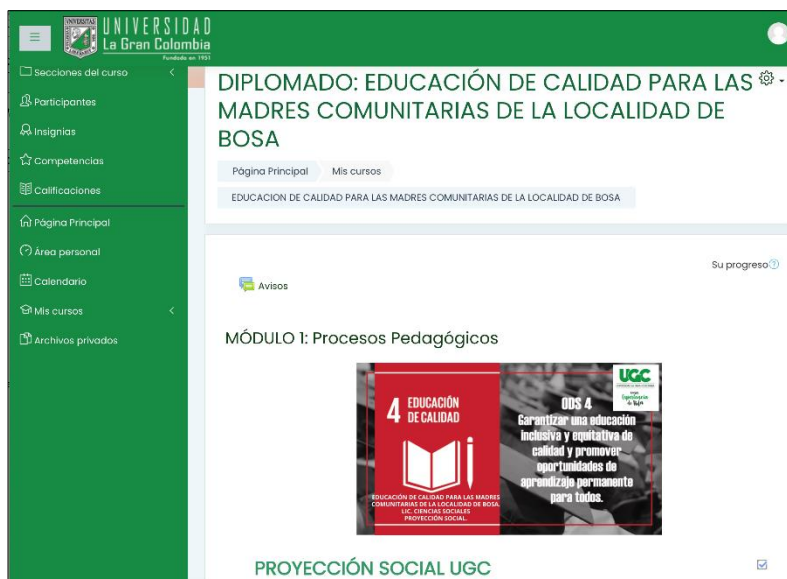 UNIVERSIDAD
La Gran Colombia
Fundada en 1951
Secciones del curso
Participantes
Insignias
Competencias
Calificaciones
Página Principal
Área personal
Calendario
Mis cursos
Archivos privados
DIPLOMADO: EDUCACIÓN DE CALIDAD PARA LAS
MADRES COMUNITARIAS DE LA LOCALIDAD DE
BOSA
Página Principal
Mis cursos
EDUCACION DE CALIDAD PARA LAS MADRES COMUNITARIAS DE LA LOCALIDAD DE BOSA
Su progreso
Avisos
MÓDULO 1: Procesos Pedagógicos
4 EDUCACIÓN
DE CALIDAD
EDUCACIÓN DE CALIDAD PARA LAS MADRES
COMUNITARIAS DE LA LOCALIDAD DE BOSA.
LIC. CIENCIAS SOCIALES
PROYECCIÓN SOCIAL.
UGC
ODS 4
Garantizar una educación
inclusiva y equitativa de
calidad y promover
oportunidades de
aprendizaje permanente
para todos.
PROYECCIÓN SOCIAL UGC